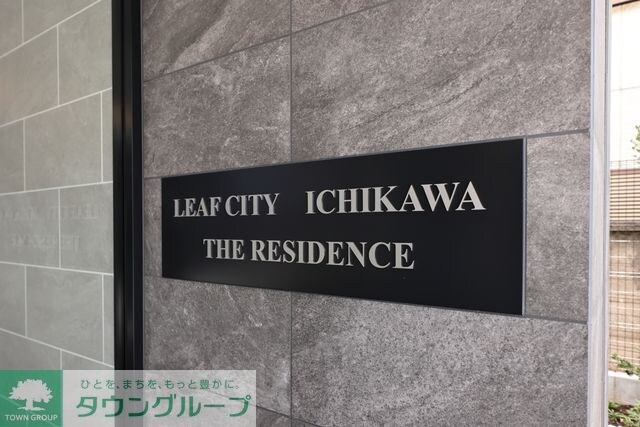 LEAF CITY ICHIKAWA
THE RESIDENCE
ひとを、まちを、もっと豊かに。
タウングループ
TOWN GROUP